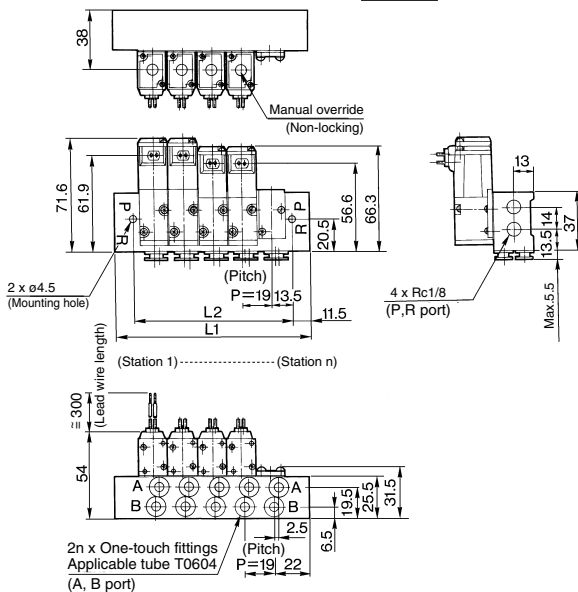 38
Manual override
(Non-locking)
71.6
61.9
P
R
P
R
20.5
56.6
66.3
13
14
13.5
37
Max.5.5
2 x ø4.5
(Mounting hole)
(Pitch)
P=19
13.5
4 x Rc1/8
(P,R port)
L2
11.5
L1
(Station 1)
(Station n)
≈300
(Lead wire length)
54
A
A
B
B
6.5
19.5
25.5
31.5
2.5
2n x One-touch fittings
Applicable tube T0604
(A, B port)
(Pitch)
P=19
22